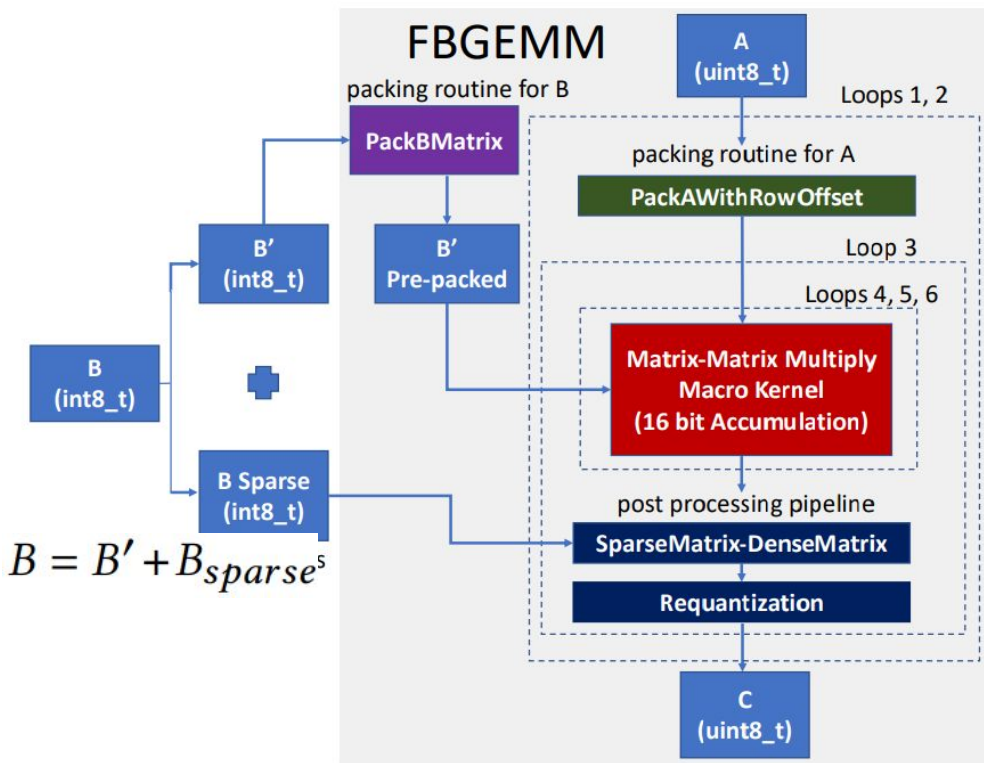 FBGEMM
A
(uint8_t)
packing routine for B
Loops 1, 2
PackBMatrix
packing routine for A
PackAWithRowOffset
B′
(int8_t)
B′
Pre-packed
Loop 3
Loops 4, 5, 6
B
(int8_t)
Matrix-Matrix Multiply
Macro Kernel
(16 bit Accumulation)
B Sparse
(int8_t)
post processing pipeline
SparseMatrix-DenseMatrix
B = B′ + B_sparse
s
Requantization
C
(uint8_t)